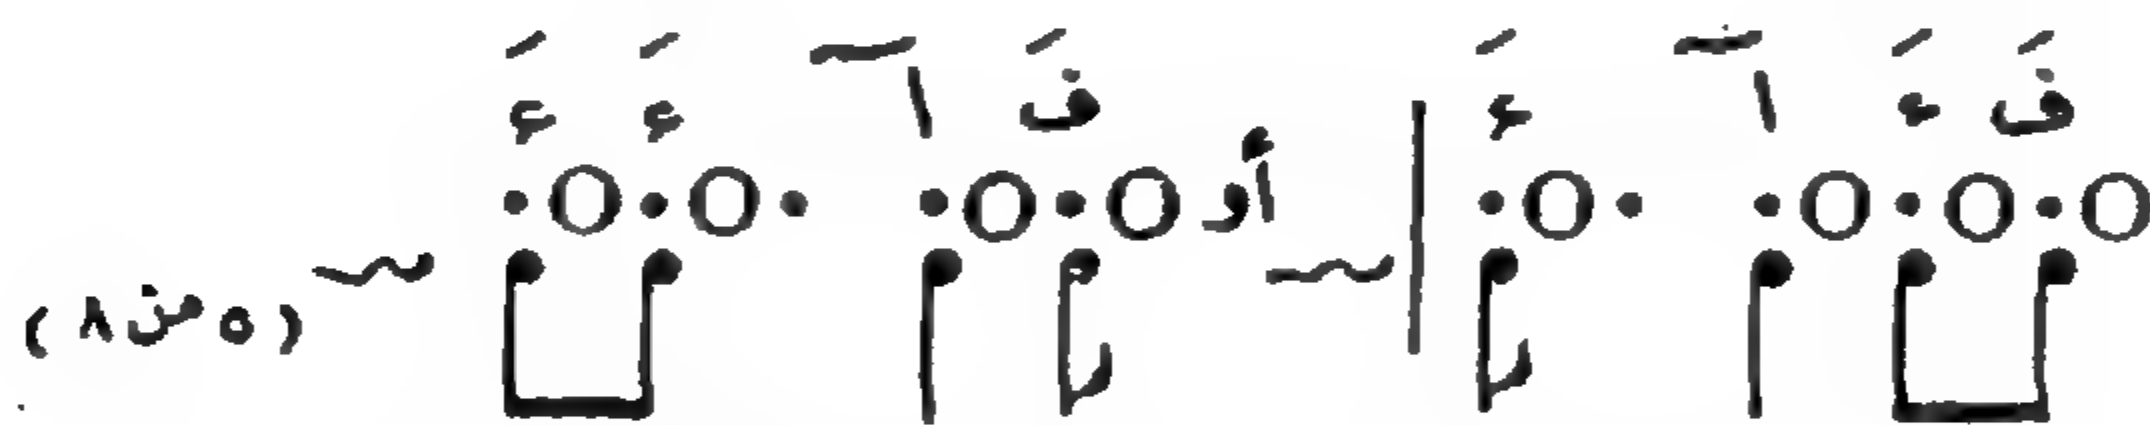 فَ ءَ آ ءَ | فَ آ ءَ ءَ
O . O . O . . O . أو O . O . . O . O .
(٥ من ٨)